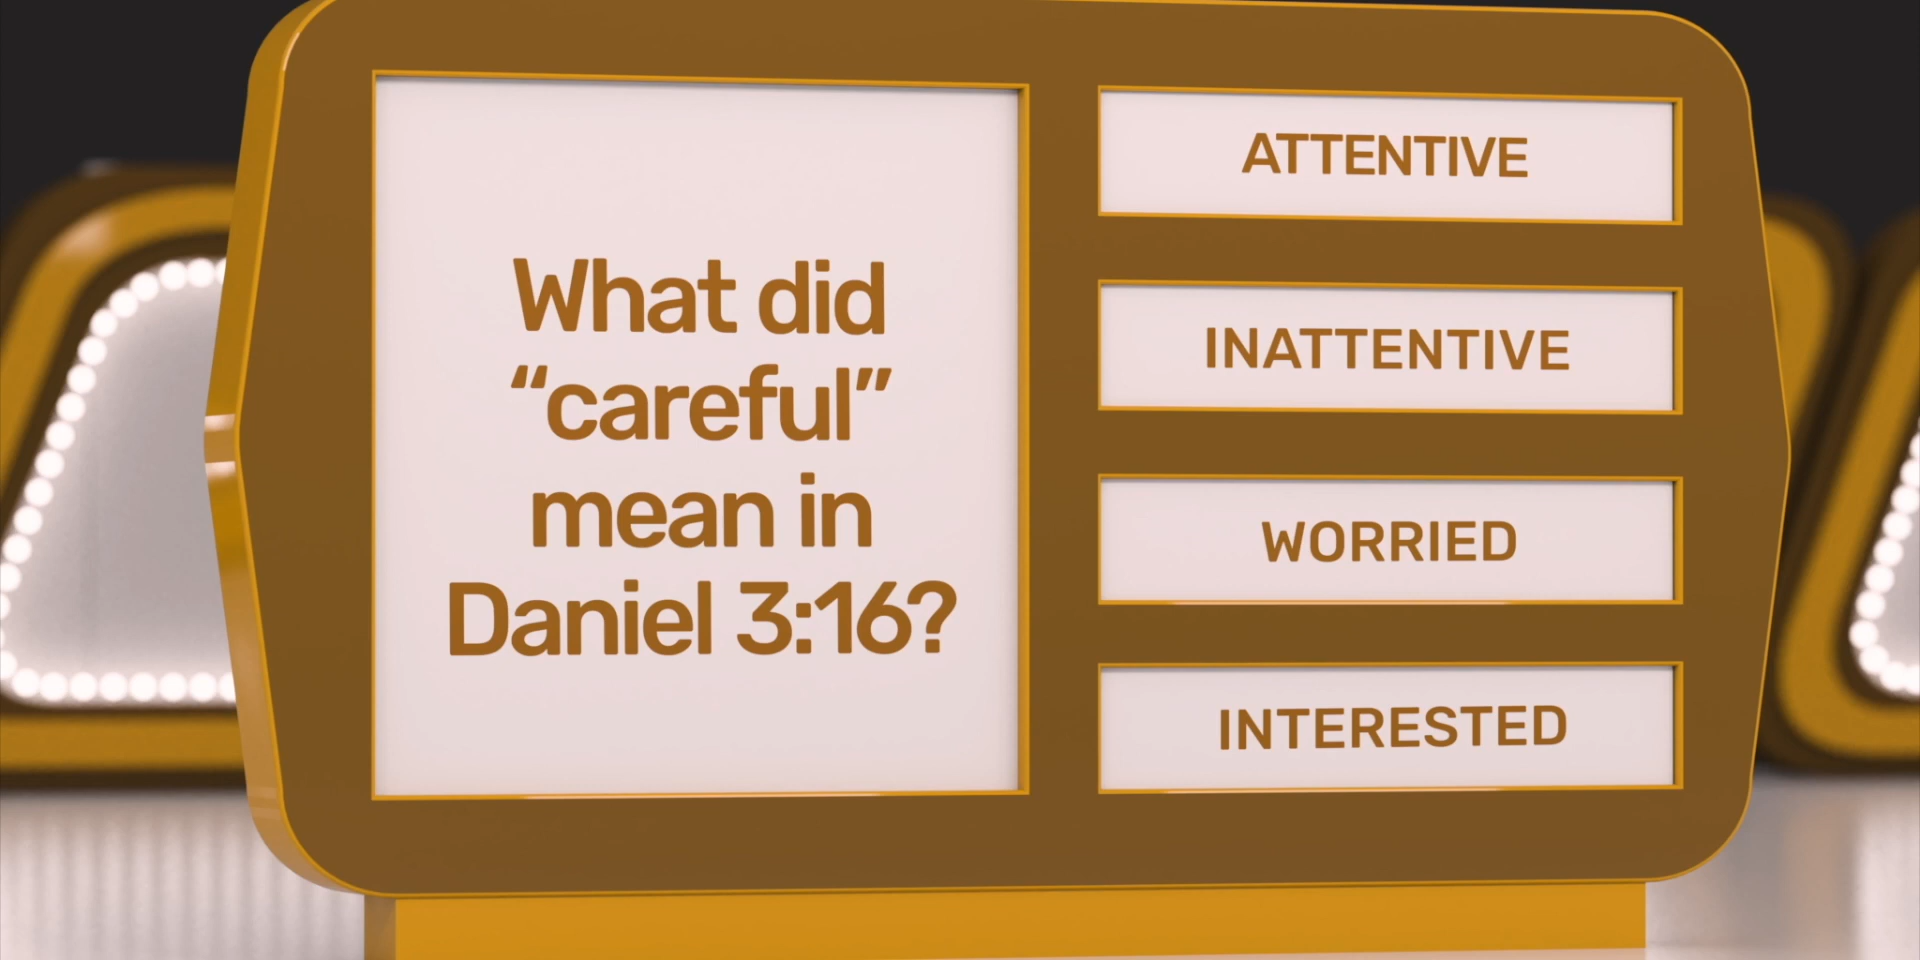 What did
“careful”
mean in
Daniel 3:16?
ATTENTIVE
INATTENTIVE
WORRIED
INTERESTED